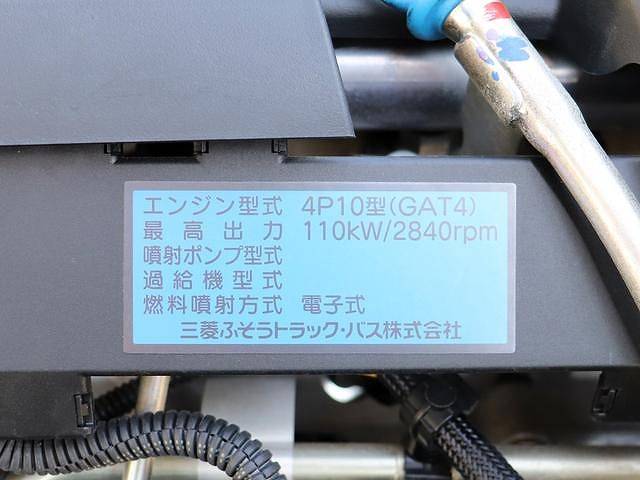 エンジン型式 4P10型(GAT4)
最高出力 110kW/2840rpm
噴射ポンプ型式
過給機型式
燃料噴射方式 電子式
三菱ふそうトラック・バス株式会社